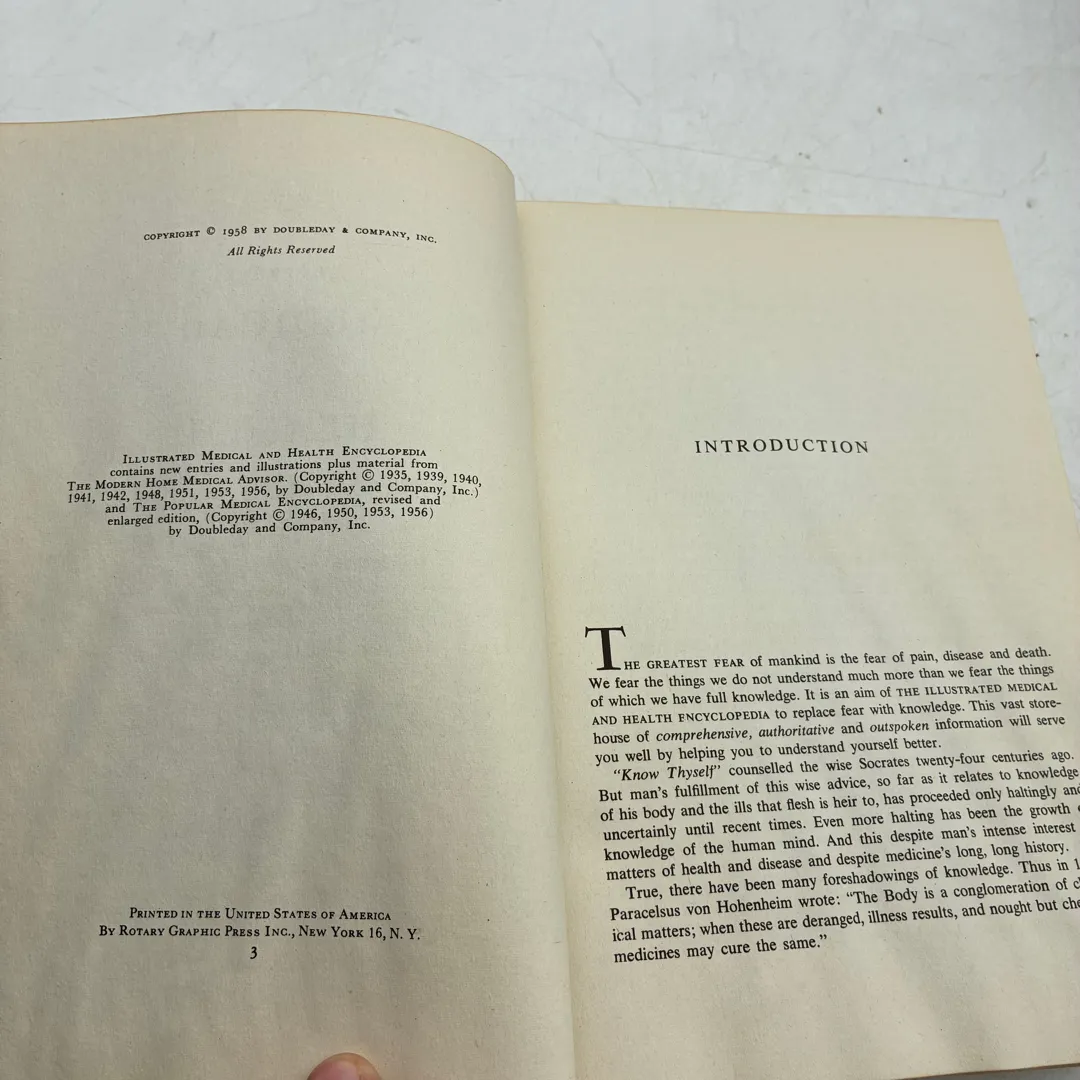 COPYRIGHT © 1958 BY DOUBLEDAY & COMPANY, INC.
All Rights Reserved
ILLUSTRATED MEDICAL AND HEALTH ENCYCLOPEDIA
contains new entries and illustrations plus material from
THE MODERN HOME MEDICAL ADVISOR. (Copyright © 1935, 1939, 1940,
1941, 1942, 1948, 1951, 1953, 1956, by Doubleday and Company, Inc.)
and THE POPULAR MEDICAL ENCYCLOPEDIA, revised and
enlarged edition, (Copyright © 1946, 1950, 1953, 1956)
by Doubleday and Company, Inc.
PRINTED IN THE UNITED STATES OF AMERICA
BY ROTARY GRAPHIC PRESS INC., NEW YORK 16, N. Y.
3
INTRODUCTION
THE GREATEST FEAR of mankind is the fear of pain, disease and death.
We fear the things we do not understand much more than we fear the things
of which we have full knowledge. It is an aim of THE ILLUSTRATED MEDICAL
AND HEALTH ENCYCLOPEDIA to replace fear with knowledge. This vast store-
house of comprehensive, authoritative and outspoken information will serve
you well by helping you to understand yourself better.
"Know Thyself" counselled the wise Socrates twenty-four centuries ago.
But man's fulfillment of this wise advice, so far as it relates to knowledge
of his body and the ills that flesh is heir to, has proceeded only haltingly and
uncertainly until recent times. Even more halting has been the growth
knowledge of the human mind. And this despite man's intense interest
matters of health and disease and despite medicine's long, long history.
True, there have been many foreshadowings of knowledge. Thus in
Paracelsus von Hohenheim wrote: "The Body is a conglomeration of
ical matters; when these are deranged, illness results, and nought but
medicines may cure the same."